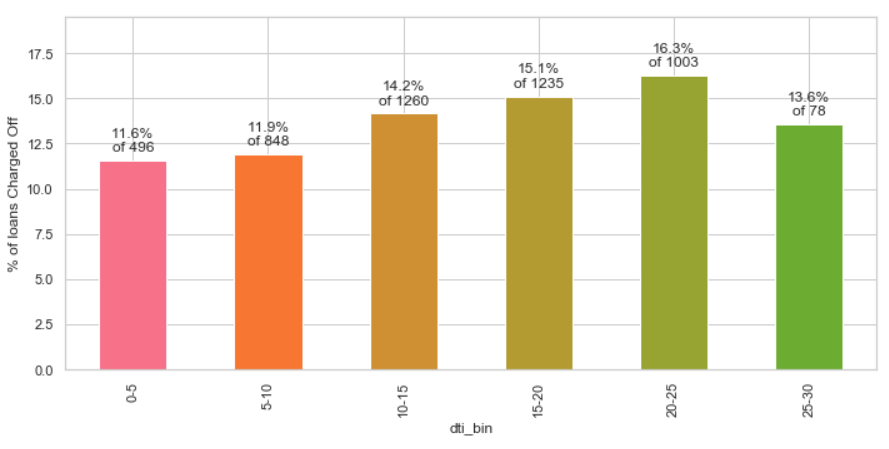 % of loans Charged Off
17.5
15.0
12.5
10.0
7.5
5.0
2.5
0.0
11.6%
of 496
11.9%
of 848
14.2%
of 1260
15.1%
of 1235
16.3%
of 1003
13.6%
of 78
0-5
5-10
10-15
15-20
20-25
25-30
dti_bin